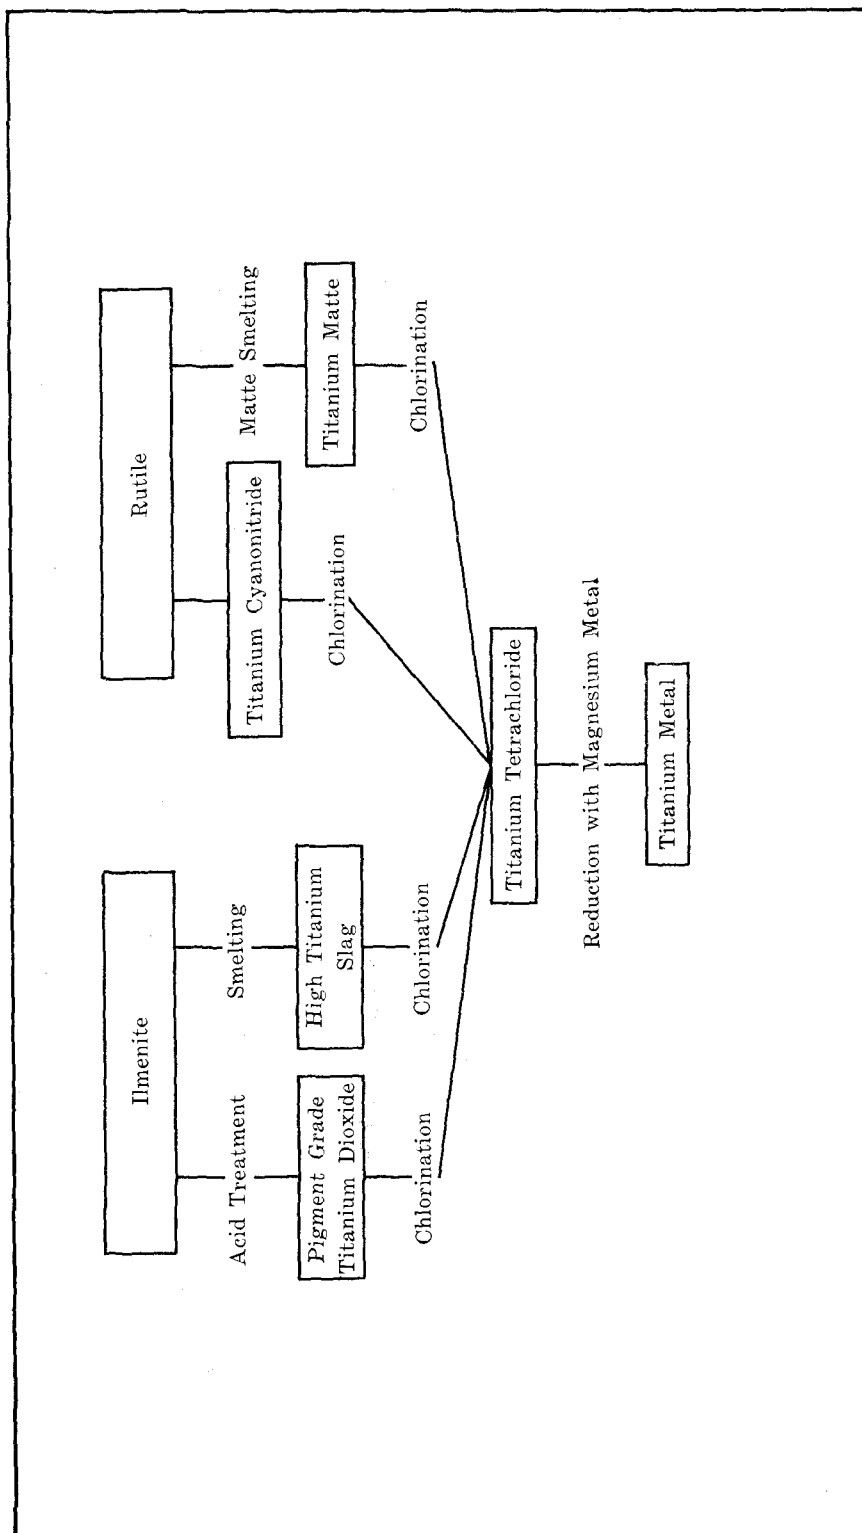 Ilmenite
Rutile
Acid Treatment
Smelting
Titanium Cyanonitride
Matte Smelting
Pigment Grade
Titanium Dioxide
High Titanium
Slag
Chlorination
Titanium Matte
Chlorination
Chlorination
Chlorination
Titanium Tetrachloride
Reduction with Magnesium Metal
Titanium Metal